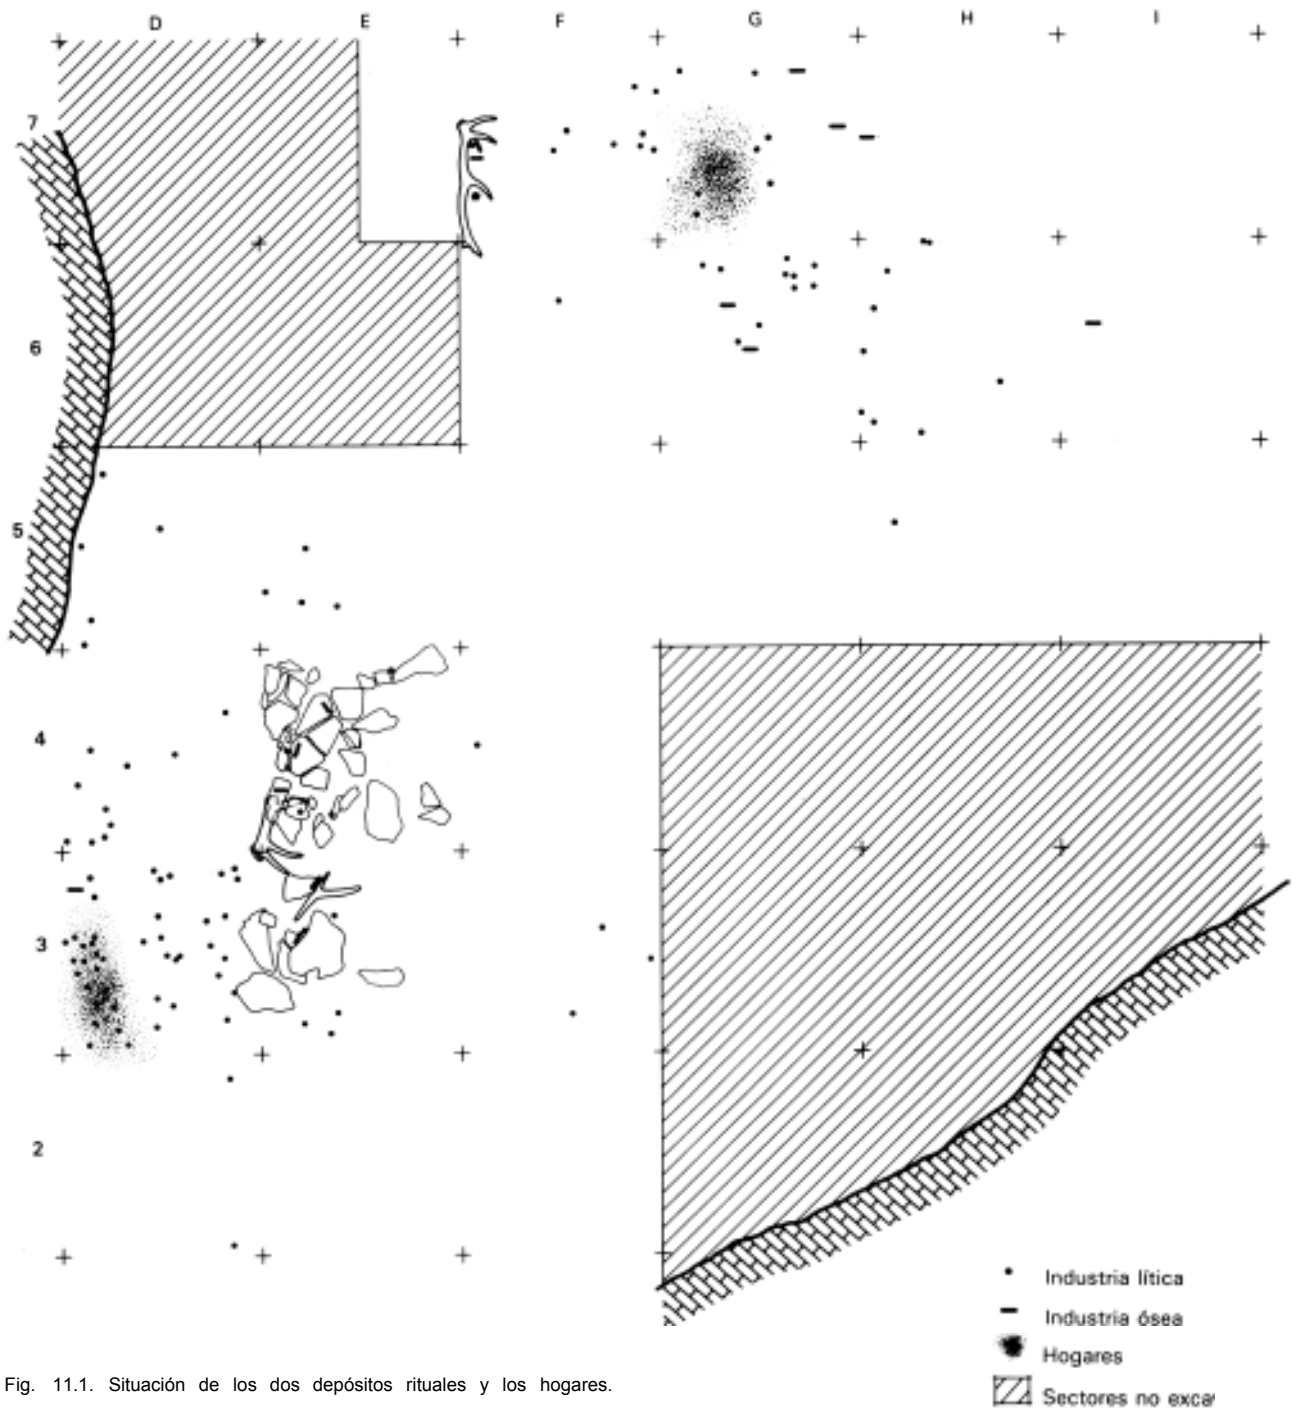 D E F G H I
7
6
5
4
3
2
Industria lítica
Industria ósea
Hogares
Sectores no exca
Fig. 11.1. Situación de los dos depósitos rituales y los hogares.